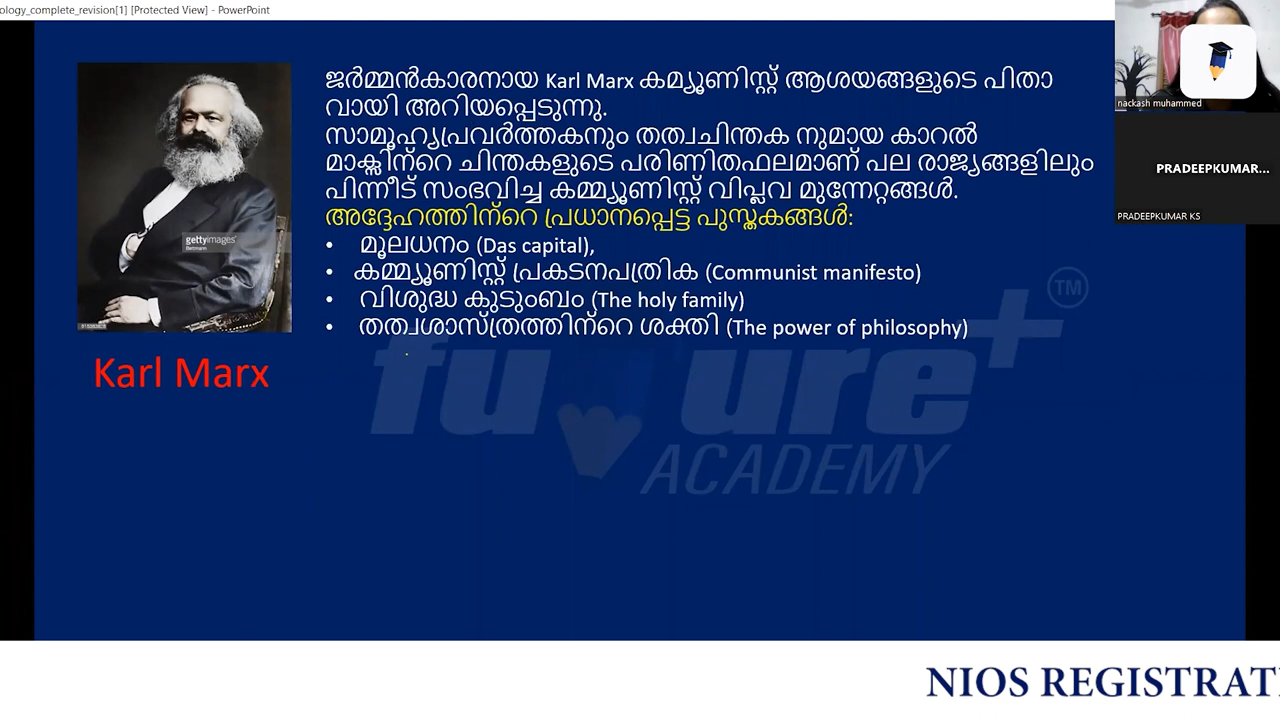 ology_complete_revision[1] [Protected View] - PowerPoint
nackash muhammed
PRADEEPKUMAR...
PRADEEPKUMAR KS
ജർമ്മൻകാരനായ Karl Marx കമ്യൂണിസ്റ്റ് ആശയങ്ങളുടെ പിതാ
വായി അറിയപ്പെടുന്നു.
സാമൂഹ്യപ്രവർത്തകനും തത്വചിന്തക നുമായ കാറൽ
മാക്സിന്റെ ചിന്തകളുടെ പരിണിതഫലമാണ് പല രാജ്യങ്ങളിലും
പിന്നീട് സംഭവിച്ച കമ്മ്യൂണിസ്റ്റ് വിപ്ലവ മുന്നേറ്റങ്ങൾ.
അദ്ദേഹത്തിന്റെ പ്രധാനപ്പെട്ട പുസ്തകങ്ങൾ:
• മൂലധനം (Das capital),
• കമ്മ്യൂണിസ്റ്റ് പ്രകടനപത്രിക (Communist manifesto)
• വിശുദ്ധ കുടുംബം (The holy family)
• തത്വശാസ്ത്രത്തിന്റെ ശക്തി (The power of philosophy)
gettyimages
Bettmann
Karl Marx
future+ TM
ACADEMY
NIOS REGISTRAT